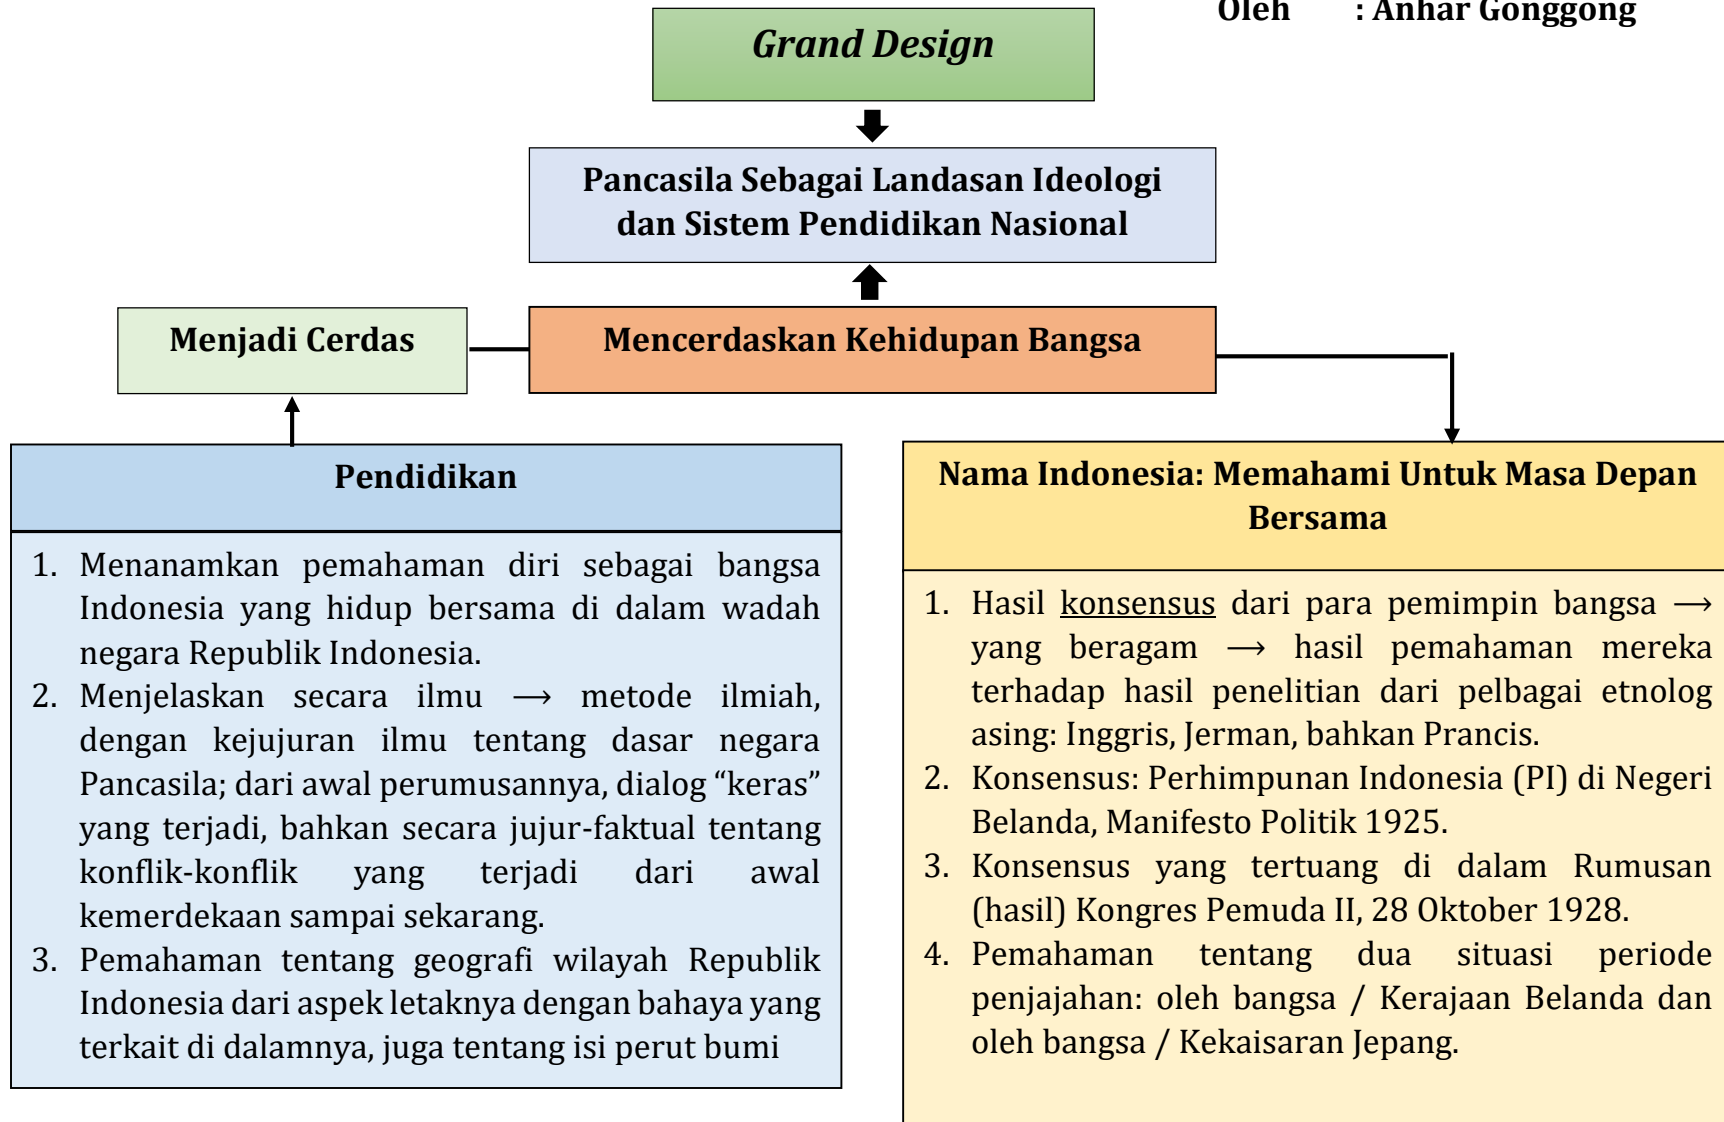 Oleh : Anhar Gonggong
Grand Design
Pancasila Sebagai Landasan Ideologi
dan Sistem Pendidikan Nasional
Menjadi Cerdas
Mencerdaskan Kehidupan Bangsa
Pendidikan
1. Menanamkan pemahaman diri sebagai bangsa
Indonesia yang hidup bersama di dalam wadah
negara Republik Indonesia.
2. Menjelaskan secara ilmu → metode ilmiah,
dengan kejujuran ilmu tentang dasar negara
Pancasila; dari awal perumusannya, dialog “keras”
yang terjadi, bahkan secara jujur-faktual tentang
konflik-konflik yang terjadi dari awal
kemerdekaan sampai sekarang.
3. Pemahaman tentang geografi wilayah Republik
Indonesia dari aspek letaknya dengan bahaya yang
terkait di dalamnya, juga tentang isi perut bumi
Nama Indonesia: Memahami Untuk Masa Depan
Bersama
1. Hasil konsensus dari para pemimpin bangsa →
yang beragam → hasil pemahaman mereka
terhadap hasil penelitian dari pelbagai etnolog
asing: Inggris, Jerman, bahkan Prancis.
2. Konsensus: Perhimpunan Indonesia (PI) di Negeri
Belanda, Manifesto Politik 1925.
3. Konsensus yang tertuang di dalam Rumusan
(hasil) Kongres Pemuda II, 28 Oktober 1928.
4. Pemahaman tentang dua situasi periode
penjajahan: oleh bangsa / Kerajaan Belanda dan
oleh bangsa / Kekaisaran Jepang.